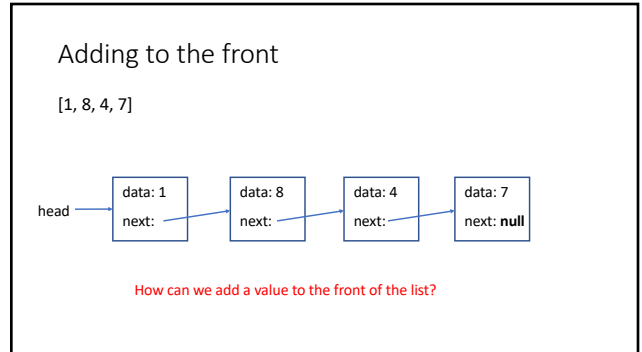 Adding to the front
[1, 8, 4, 7]
head
data: 1
next:
data: 8
next:
data: 4
next:
data: 7
next: null
How can we add a value to the front of the list?